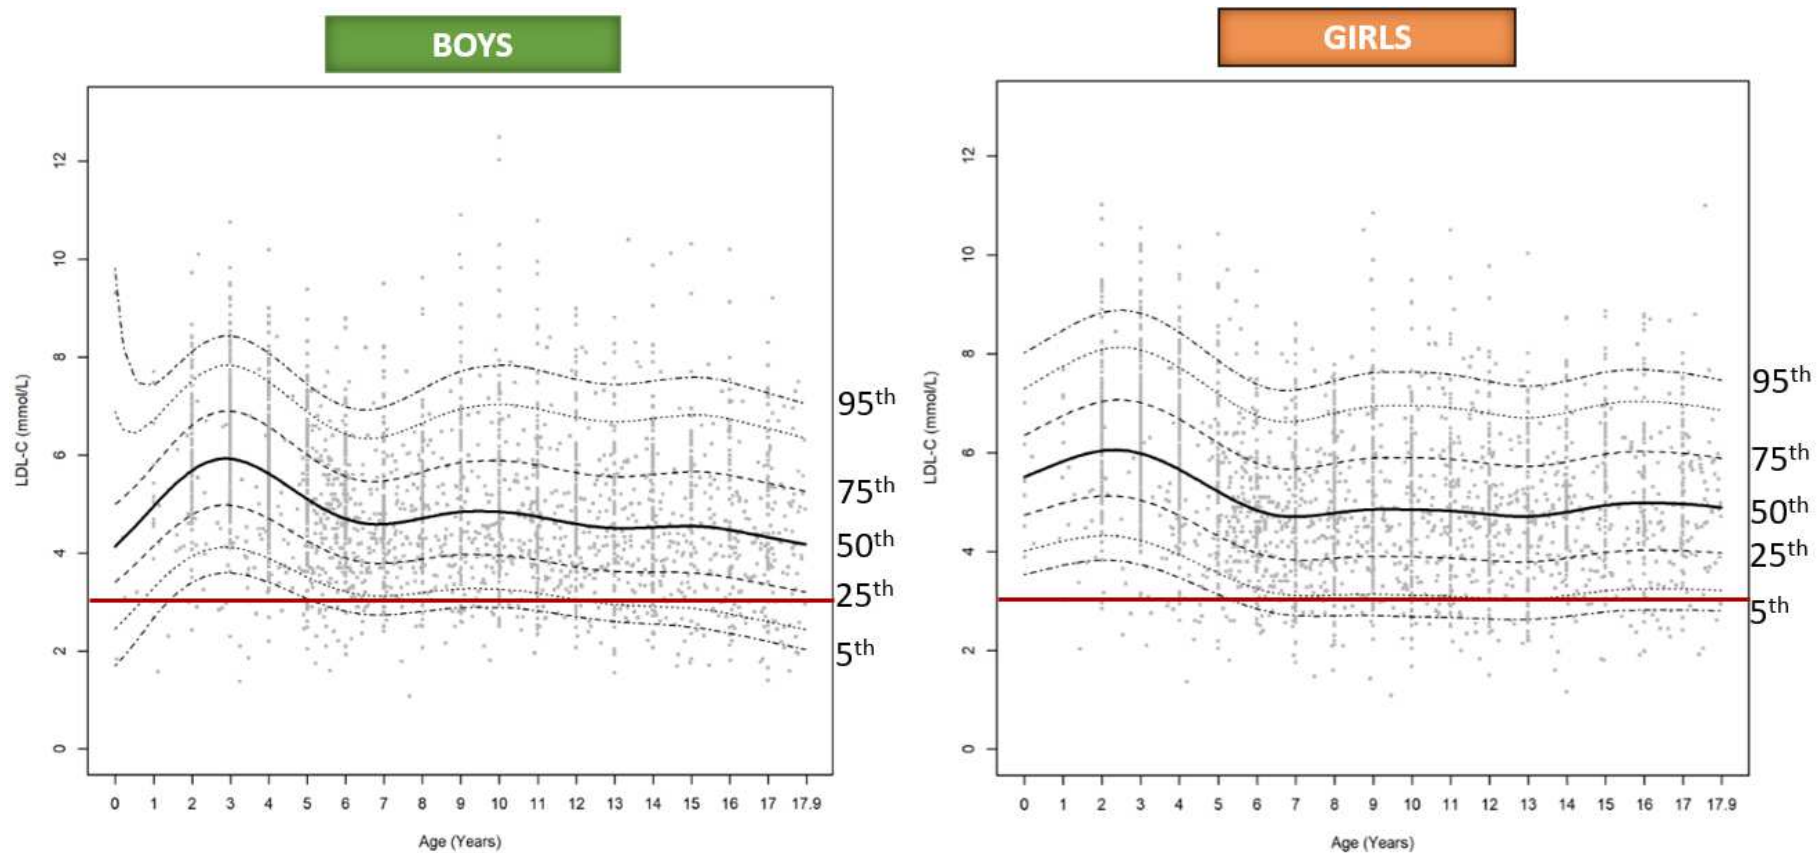 BOYS
12
10
8
6
4
2
0
LDL-C (mmol/L)
95th
75th
50th
25th
5th
0 1 2 3 4 5 6 7 8 9 10 11 12 13 14 15 16 17 17.9
Age (Years)
GIRLS
12
10
8
6
4
2
0
LDL-C (mmol/L)
95th
75th
50th
25th
5th
0 1 2 3 4 5 6 7 8 9 10 11 12 13 14 15 16 17 17.9
Age (Years)